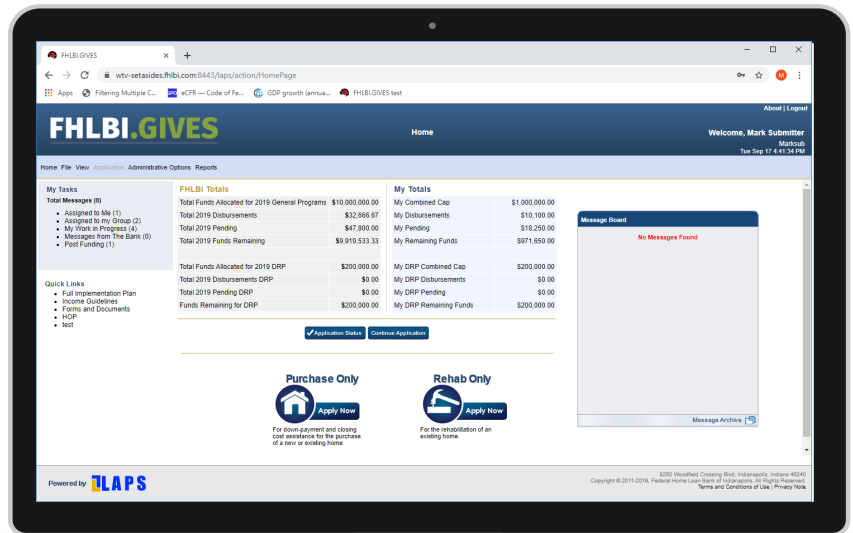 FHLBI.GIVES
wtv-setasides.fhlbi.com:8443/laps/action/HomePage
M
Apps Filtering Multiple C... GPO eCFR — Code of Fe... GDP growth (annua... FHLBI.GIVES test
About | Logout
FHLBI.GIVES
Home
Welcome, Mark Submitter
Marksub
Tue Sep 17 4:41:34 PM
Home File View Application Administrative Options Reports
My Tasks
Total Messages (8)
Assigned to Me (1)
Assigned to my Group (2)
My Work in Progress (4)
Messages from The Bank (0)
Post Funding (1)
Quick Links
Full Implementation Plan
Income Guidelines
Forms and Documents
HOP
test
FHLBI Totals
Total Funds Allocated for 2019 General Programs $10,000,000.00
Total 2019 Disbursements $32,666.67
Total 2019 Pending $47,800.00
Total 2019 Funds Remaining $9,919,533.33
Total Funds Allocated for 2019 DRP $200,000.00
Total 2019 Disbursements DRP $0.00
Total 2019 Pending DRP $0.00
Funds Remaining for DRP $200,000.00
My Totals
My Combined Cap $1,000,000.00
My Disbursements $10,100.00
My Pending $18,250.00
My Remaining Funds $971,650.00
My DRP Combined Cap $200,000.00
My DRP Disbursements $0.00
My DRP Pending $0.00
My DRP Remaining Funds $200,000.00
Application Status Continue Application
Purchase Only
Apply Now
For down-payment and closing
cost assistance for the purchase
of a new or existing home.
Rehab Only
Apply Now
For the rehabilitation of an
existing home.
Message Board
No Messages Found
Message Archive
Powered by LAPS
8250 Woodfield Crossing Blvd. Indianapolis, Indiana 46240
Copyright © 2011-2019, Federal Home Loan Bank of Indianapolis. All Rights Reserved.
Terms and Conditions of Use | Privacy Note